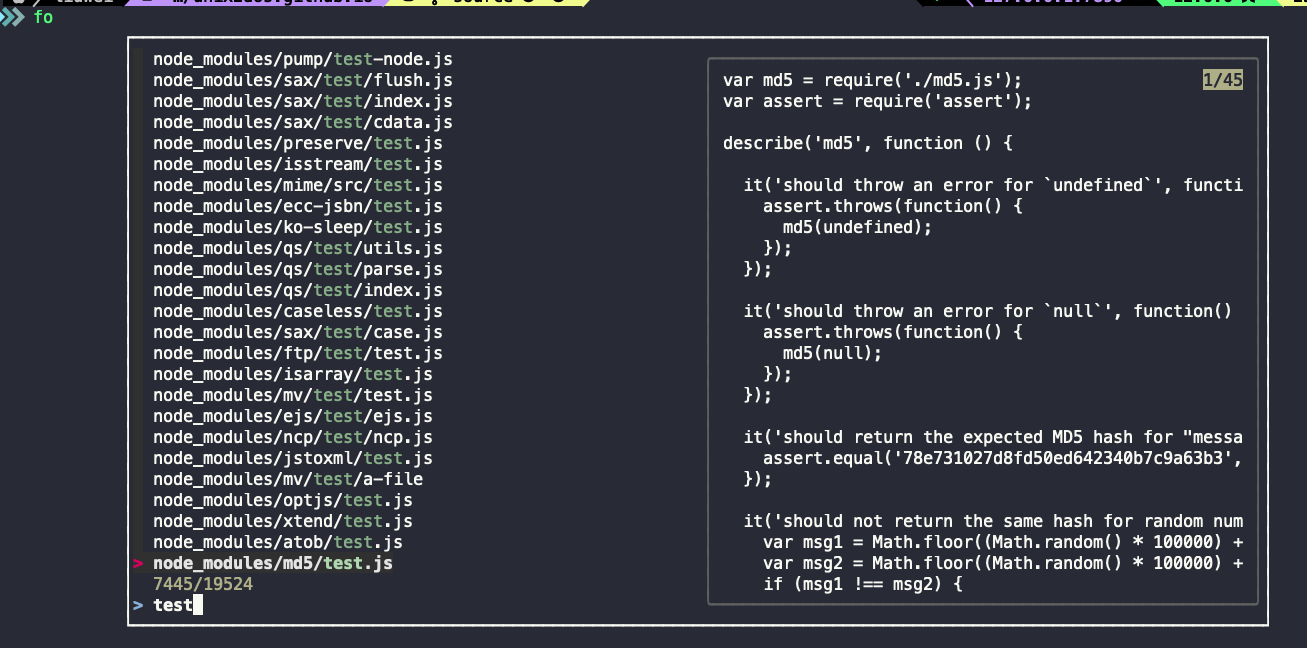 fo
node_modules/pump/test-node.js
node_modules/sax/test/flush.js
node_modules/sax/test/index.js
node_modules/sax/test/cdata.js
node_modules/preserve/test.js
node_modules/isstream/test.js
node_modules/mime/src/test.js
node_modules/ecc-jsbn/test.js
node_modules/ko-sleep/test.js
node_modules/qs/test/utils.js
node_modules/qs/test/parse.js
node_modules/qs/test/index.js
node_modules/caseless/test.js
node_modules/sax/test/case.js
node_modules/ftp/test/test.js
node_modules/isarray/test.js
node_modules/mv/test/test.js
node_modules/ejs/test/ejs.js
node_modules/ncp/test/ncp.js
node_modules/jstoxml/test.js
node_modules/mv/test/a-file
node_modules/optjs/test.js
node_modules/xtend/test.js
node_modules/atob/test.js
> node_modules/md5/test.js
7445/19524
> test
var md5 = require('./md5.js');
1/45
var assert = require('assert');
describe('md5', function () {
it('should throw an error for `undefined`', functi
assert.throws(function() {
md5(undefined);
});
});
it('should throw an error for `null`', function()
assert.throws(function() {
md5(null);
});
});
it('should return the expected MD5 hash for "messa
assert.equal('78e731027d8fd50ed642340b7c9a63b3',
});
it('should not return the same hash for random num
var msg1 = Math.floor((Math.random() * 100000) +
var msg2 = Math.floor((Math.random() * 100000) +
if (msg1 !== msg2) {